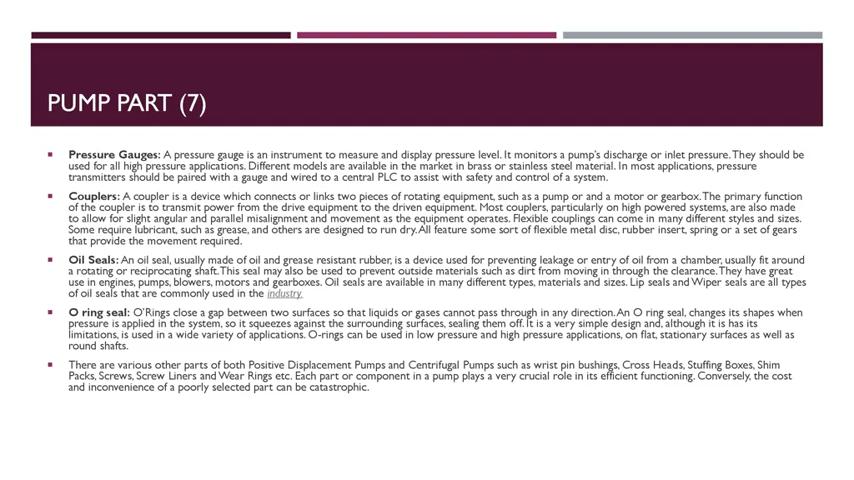 PUMP PART (7)
Pressure Gauges: A pressure gauge is an instrument to measure and display pressure level. It monitors a pump's discharge or inlet pressure. They should be
used for all high pressure applications. Different models are available in the market in brass or stainless steel material. In most applications, pressure
transmitters should be paired with a gauge and wired to a central PLC to assist with safety and control of a system.
Couplers: A coupler is a device which connects or links two pieces of rotating equipment, such as a pump or and a motor or gearbox. The primary function
of the coupler is to transmit power from the drive equipment to the driven equipment. Most couplers, particularly on high powered systems, are also made
to allow for slight angular and parallel misalignment and movement as the equipment operates. Flexible couplings can come in many different styles and sizes.
Some require lubricant, such as grease, and others are designed to run dry. All feature some sort of flexible metal disc, rubber insert, spring or a set of gears
that provide the movement required.
Oil Seals: An oil seal, usually made of oil and grease resistant rubber, is a device used for preventing leakage or entry of oil from a chamber, usually fit around
a rotating or reciprocating shaft. This seal may also be used to prevent outside materials such as dirt from moving in through the clearance. They have great
use in engines, pumps, blowers, motors and gearboxes. Oil seals are available in many different types, materials and sizes. Lip seals and Wiper seals are all types
of oil seals that are commonly used in the industry.
O ring seal: O'Rings close a gap between two surfaces so that liquids or gases cannot pass through in any direction. An O ring seal, changes its shapes when
pressure is applied in the system, so it squeezes against the surrounding surfaces, sealing them off. It is a very simple design and, although it is has its
limitations, is used in a wide variety of applications. O-rings can be used in low pressure and high pressure applications, on flat, stationary surfaces as well as
round shafts.
There are various other parts of both Positive Displacement Pumps and Centrifugal Pumps such as wrist pin bushings, Cross Heads, Stuffing Boxes, Shim
Packs, Screws, Screw Liners and Wear Rings etc. Each part or component in a pump plays a very crucial role in its efficient functioning. Conversely, the cost
and inconvenience of a poorly selected part can be catastrophic.